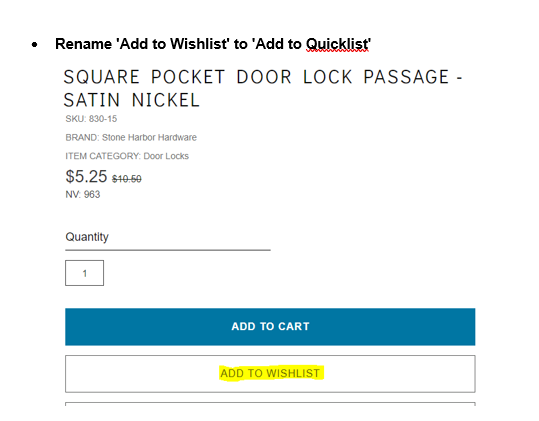 • Rename 'Add to Wishlist' to 'Add to Quicklist'
SQUARE POCKET DOOR LOCK PASSAGE -
SATIN NICKEL
SKU: 830-15
BRAND: Stone Harbor Hardware
ITEM CATEGORY: Door Locks
$5.25 $10.50
NV: 963
Quantity
1
ADD TO CART
ADD TO WISHLIST